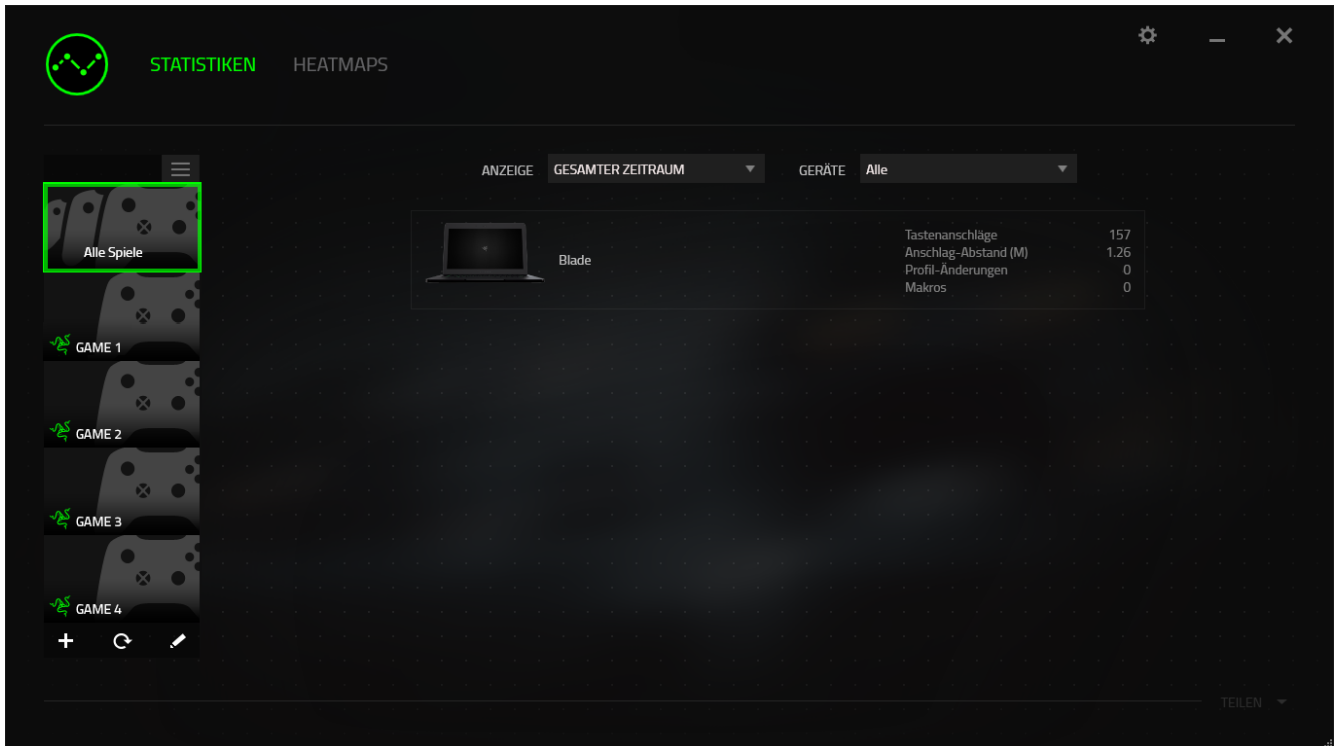 STATISTIKEN HEATMAPS
ANZEIGE GESAMTER ZEITRAUM GERÄTE Alle
Alle Spiele
Blade
Tastenanschläge 157
Anschlag-Abstand (M) 1.26
Profil-Änderungen 0
Makros 0
GAME 1
GAME 2
GAME 3
GAME 4
TEILEN